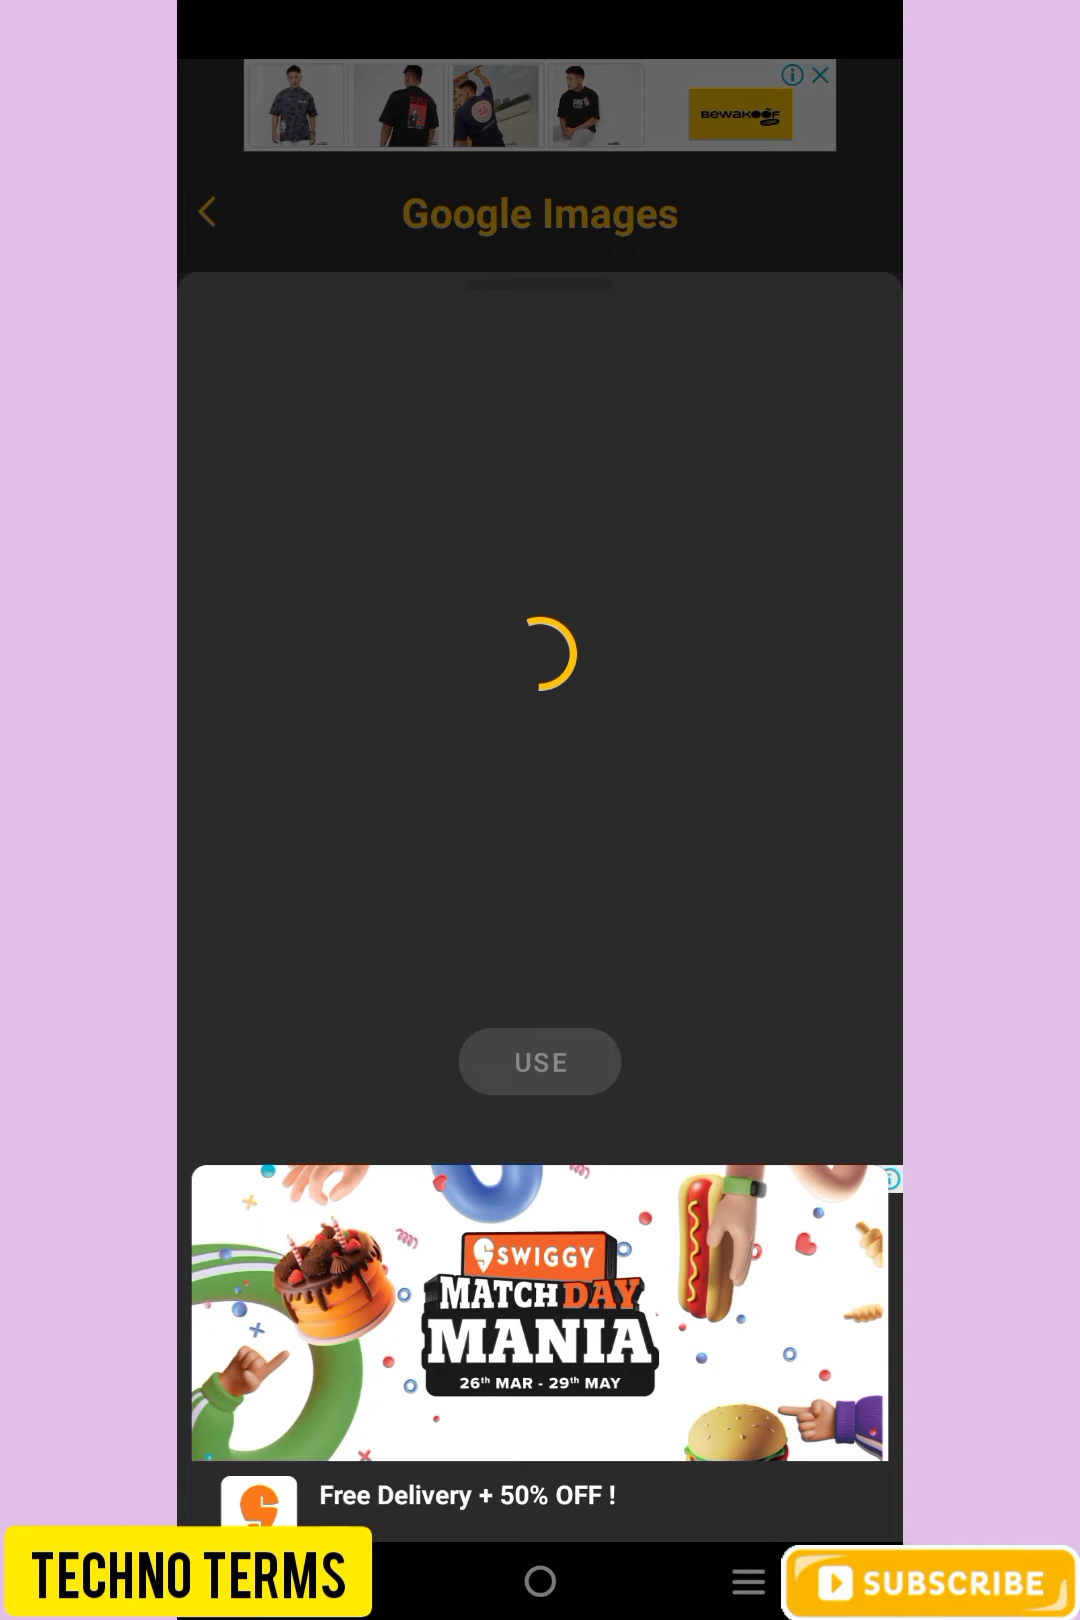 BEWAKOOF
.com
Google Images
USE
SWIGGY
MATCH DAY
MANIA
26th MAR - 29th MAY
Free Delivery + 50% OFF !
TECHNO TERMS
SUBSCRIBE